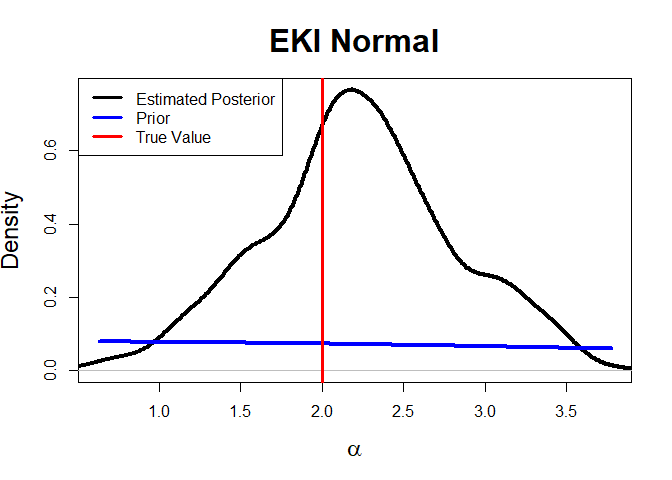 EKI Normal
Estimated Posterior
Prior
True Value
Density
0.6
0.4
0.2
0.0
1.0 1.5 2.0 2.5 3.0 3.5
α